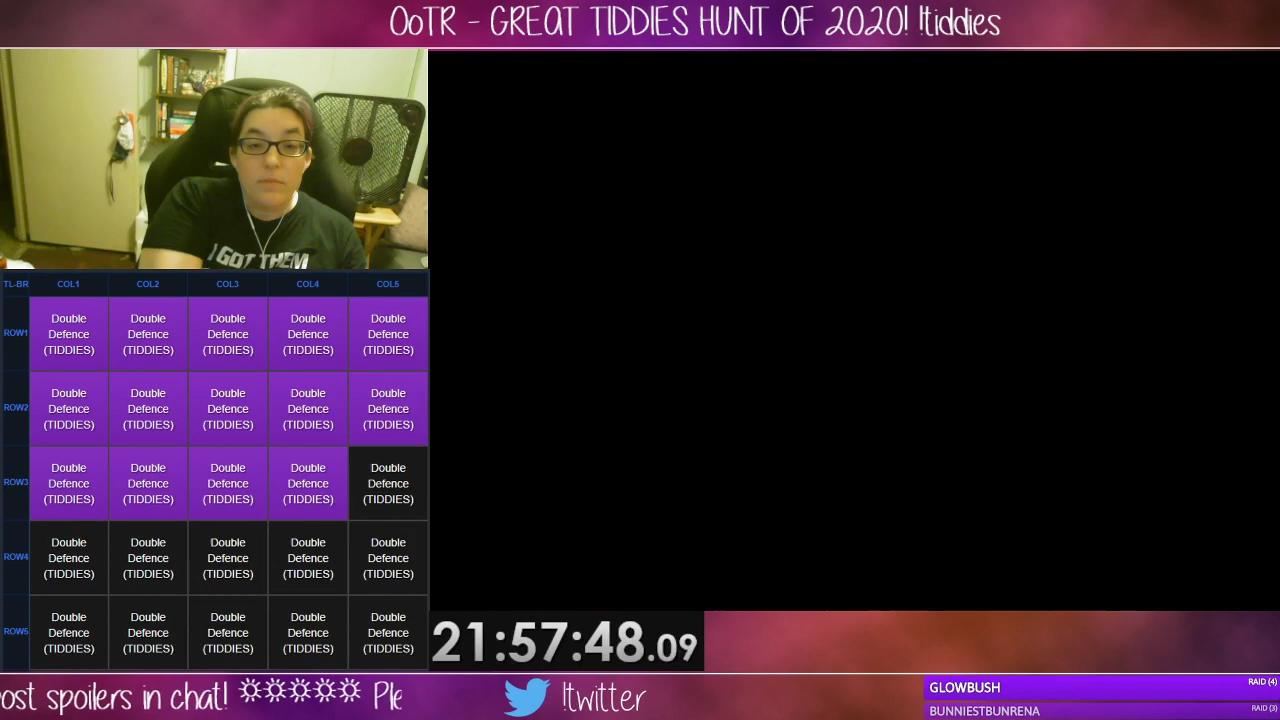 OoTR - GREAT TIDDIES HUNT OF 2020! !tiddies
I GOT THEM
TL-BR COL1 COL2 COL3 COL4 COL5
ROW1
Double Double Double Double Double
Defence Defence Defence Defence Defence
(TIDDIES) (TIDDIES) (TIDDIES) (TIDDIES) (TIDDIES)
ROW2
Double Double Double Double Double
Defence Defence Defence Defence Defence
(TIDDIES) (TIDDIES) (TIDDIES) (TIDDIES) (TIDDIES)
ROW3
Double Double Double Double Double
Defence Defence Defence Defence Defence
(TIDDIES) (TIDDIES) (TIDDIES) (TIDDIES) (TIDDIES)
ROW4
Double Double Double Double Double
Defence Defence Defence Defence Defence
(TIDDIES) (TIDDIES) (TIDDIES) (TIDDIES) (TIDDIES)
ROW5
Double Double Double Double Double
Defence Defence Defence Defence Defence
(TIDDIES) (TIDDIES) (TIDDIES) (TIDDIES) (TIDDIES)
21:57:48.09
ost spoilers in chat! Ple
!twitter
GLOWBUSH RAID (4)
BUNNIESTBUNRENA RAID (3)